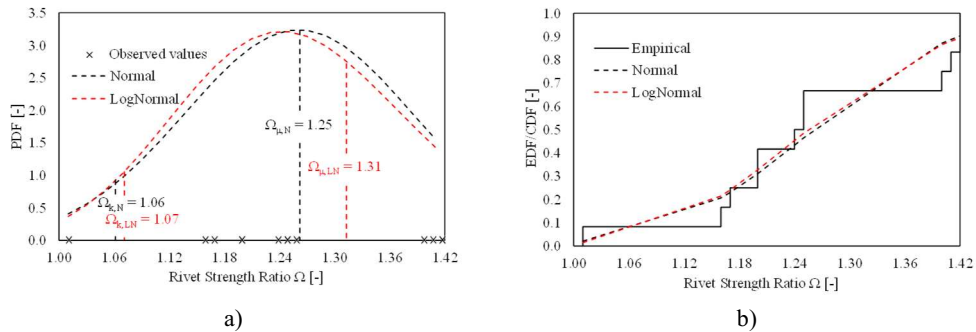 a)
3.5
3.0
2.5
2.0
1.5
1.0
0.5
0.0
PDF [-]
× Observed values
Normal
LogNormal
Ωμ,N = 1.25
Ωμ,LN = 1.31
Ωk,N = 1.06
Ωk,LN = 1.07
1.00 1.06 1.12 1.18 1.24 1.30 1.36 1.42
Rivet Strength Ratio Ω [-]
a)
b)
1.0
0.9
0.8
0.7
0.6
0.5
0.4
0.3
0.2
0.1
0.0
EDF/CDF [-]
Empirical
Normal
LogNormal
1.00 1.06 1.12 1.18 1.24 1.30 1.36 1.42
Rivet Strength Ratio Ω [-]
b)